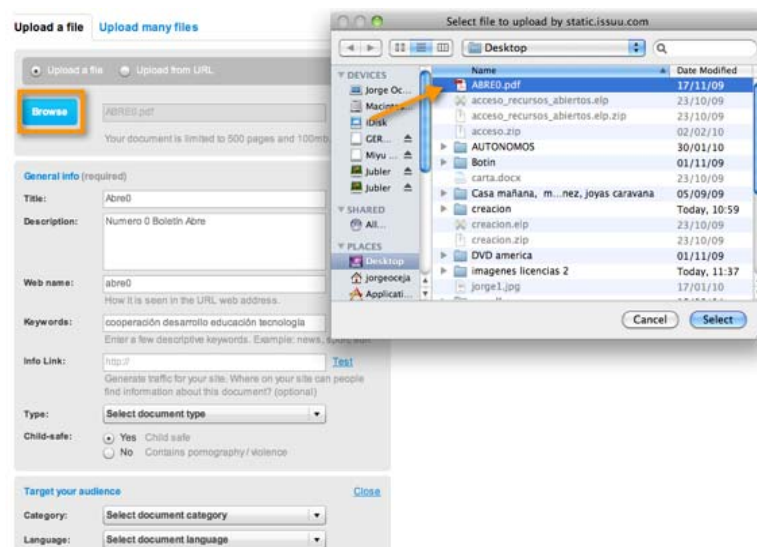 Upload a file Upload many files
Upload a file Upload from URL
Browse ABRE0.pdf
Your document is limited to 500 pages and 100mb.
General info (required)
Title: Abre0
Description: Numero 0 Boletín Abre
Web name: abre0
How it is seen in the URL web address.
Keywords: cooperación desarrollo educación tecnología
Enter a few descriptive keywords. Example: news,
Info Link: http:// Test
Generate traffic for your site. Where on your site can people
find information about this document? (optional)
Type: Select document type
Child-safe: Yes Child safe
No Contains pornography / violence
Target your audience Close
Category: Select document category
Language: Select document language
Select file to upload by static.issuu.com
Desktop
DEVICES
Jorge Oc...
Macinto...
iDisk
GER...
Miyu ...
Jubler
Jubler
SHARED
All...
PLACES
Desktop
jorgeoceja
Applicati...
Name Date Modified
ABRE0.pdf 17/11/09
acceso_recursos_abiertos.elp 23/10/09
acceso_recursos_abiertos.elp.zip 23/10/09
acceso.zip 02/02/10
AUTONOMOS 30/01/10
Botin 01/11/09
carta.docx 23/10/09
Casa mañana, m...nez, joyas caravana 05/09/09
creacion Today, 10:59
creacion.elp 23/10/09
creacion.zip 23/10/09
DVD america 01/11/09
imagenes licencias 2 Today, 11:37
jorge1.jpg 17/01/10
Cancel Select